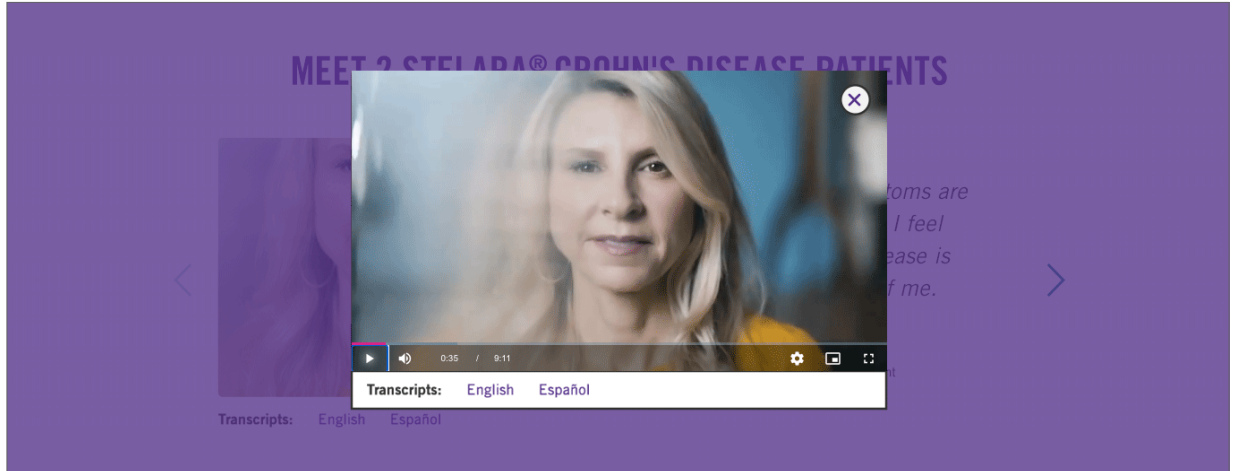 MEET 2 STELARA® CROHN'S DISEASE PATIENTS
toms are
I feel
ease is
f me.
0:35 / 9:11
Transcripts: English Español
Transcripts: English Español